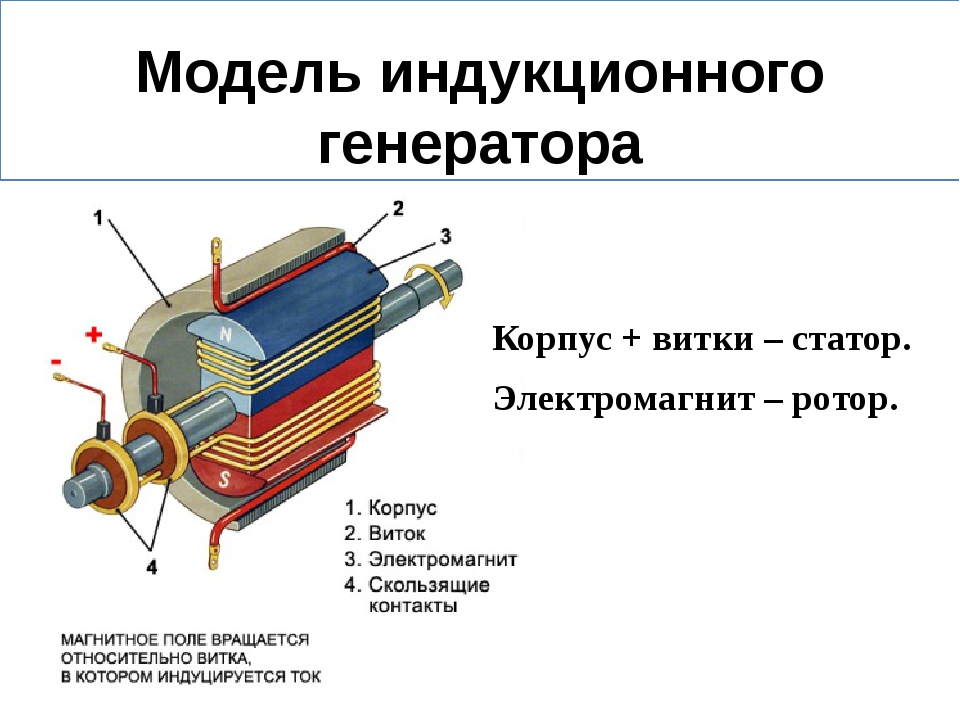 Модель индукционного
генератора
1
2
3
N
+
-
S
4
Корпус + витки – статор.
Электромагнит – ротор.
1. Корпус
2. Виток
3. Электромагнит
4. Скользящие
контакты
МАГНИТНОЕ ПОЛЕ ВРАЩАЕТСЯ
ОТНОСИТЕЛЬНО ВИТКА,
В КОТОРОМ ИНДУЦИРУЕТСЯ ТОК